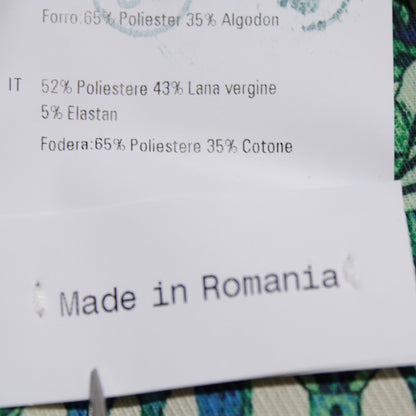 Forro:65% Poliester 35% Algodon
IT 52% Poliestere 43% Lana vergine
5% Elastan
Fodera:65% Poliestere 35% Cotone
Made in Romania